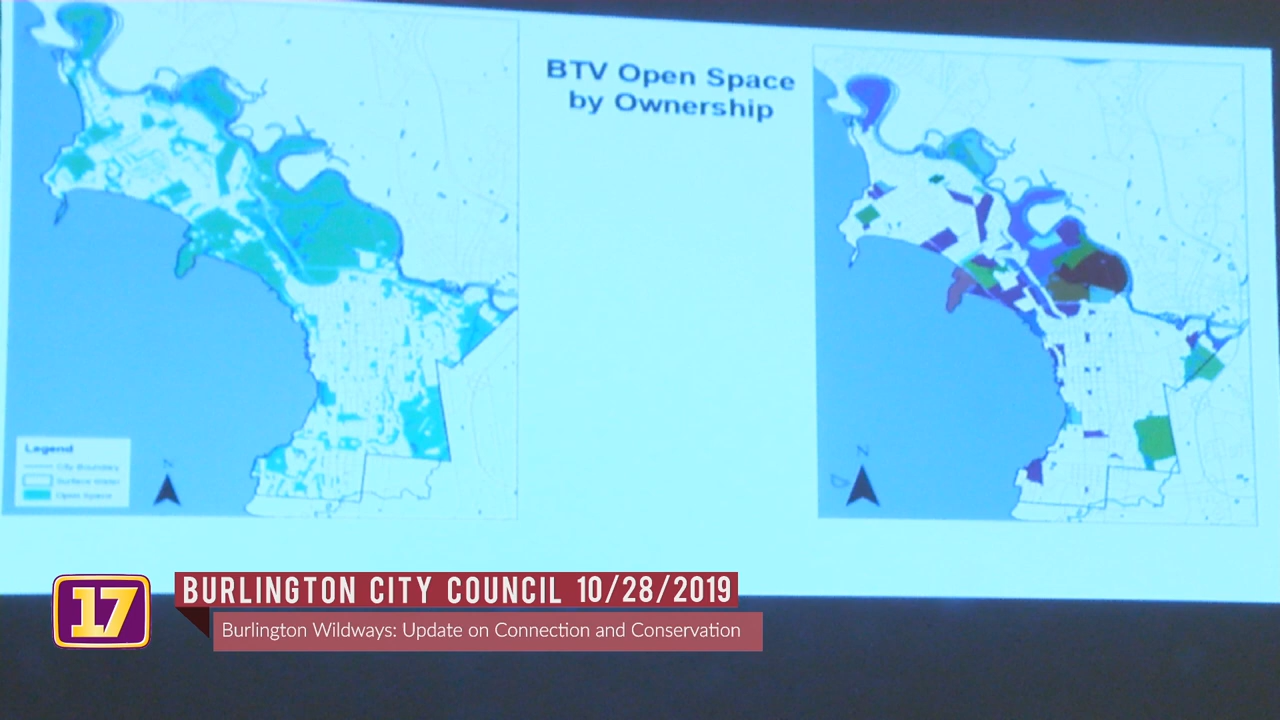 BTV Open Space
by Ownership
Legend
City Boundary
Surface Water
Open Space
N
N
17
BURLINGTON CITY COUNCIL 10/28/2019
Burlington Wildways: Update on Connection and Conservation